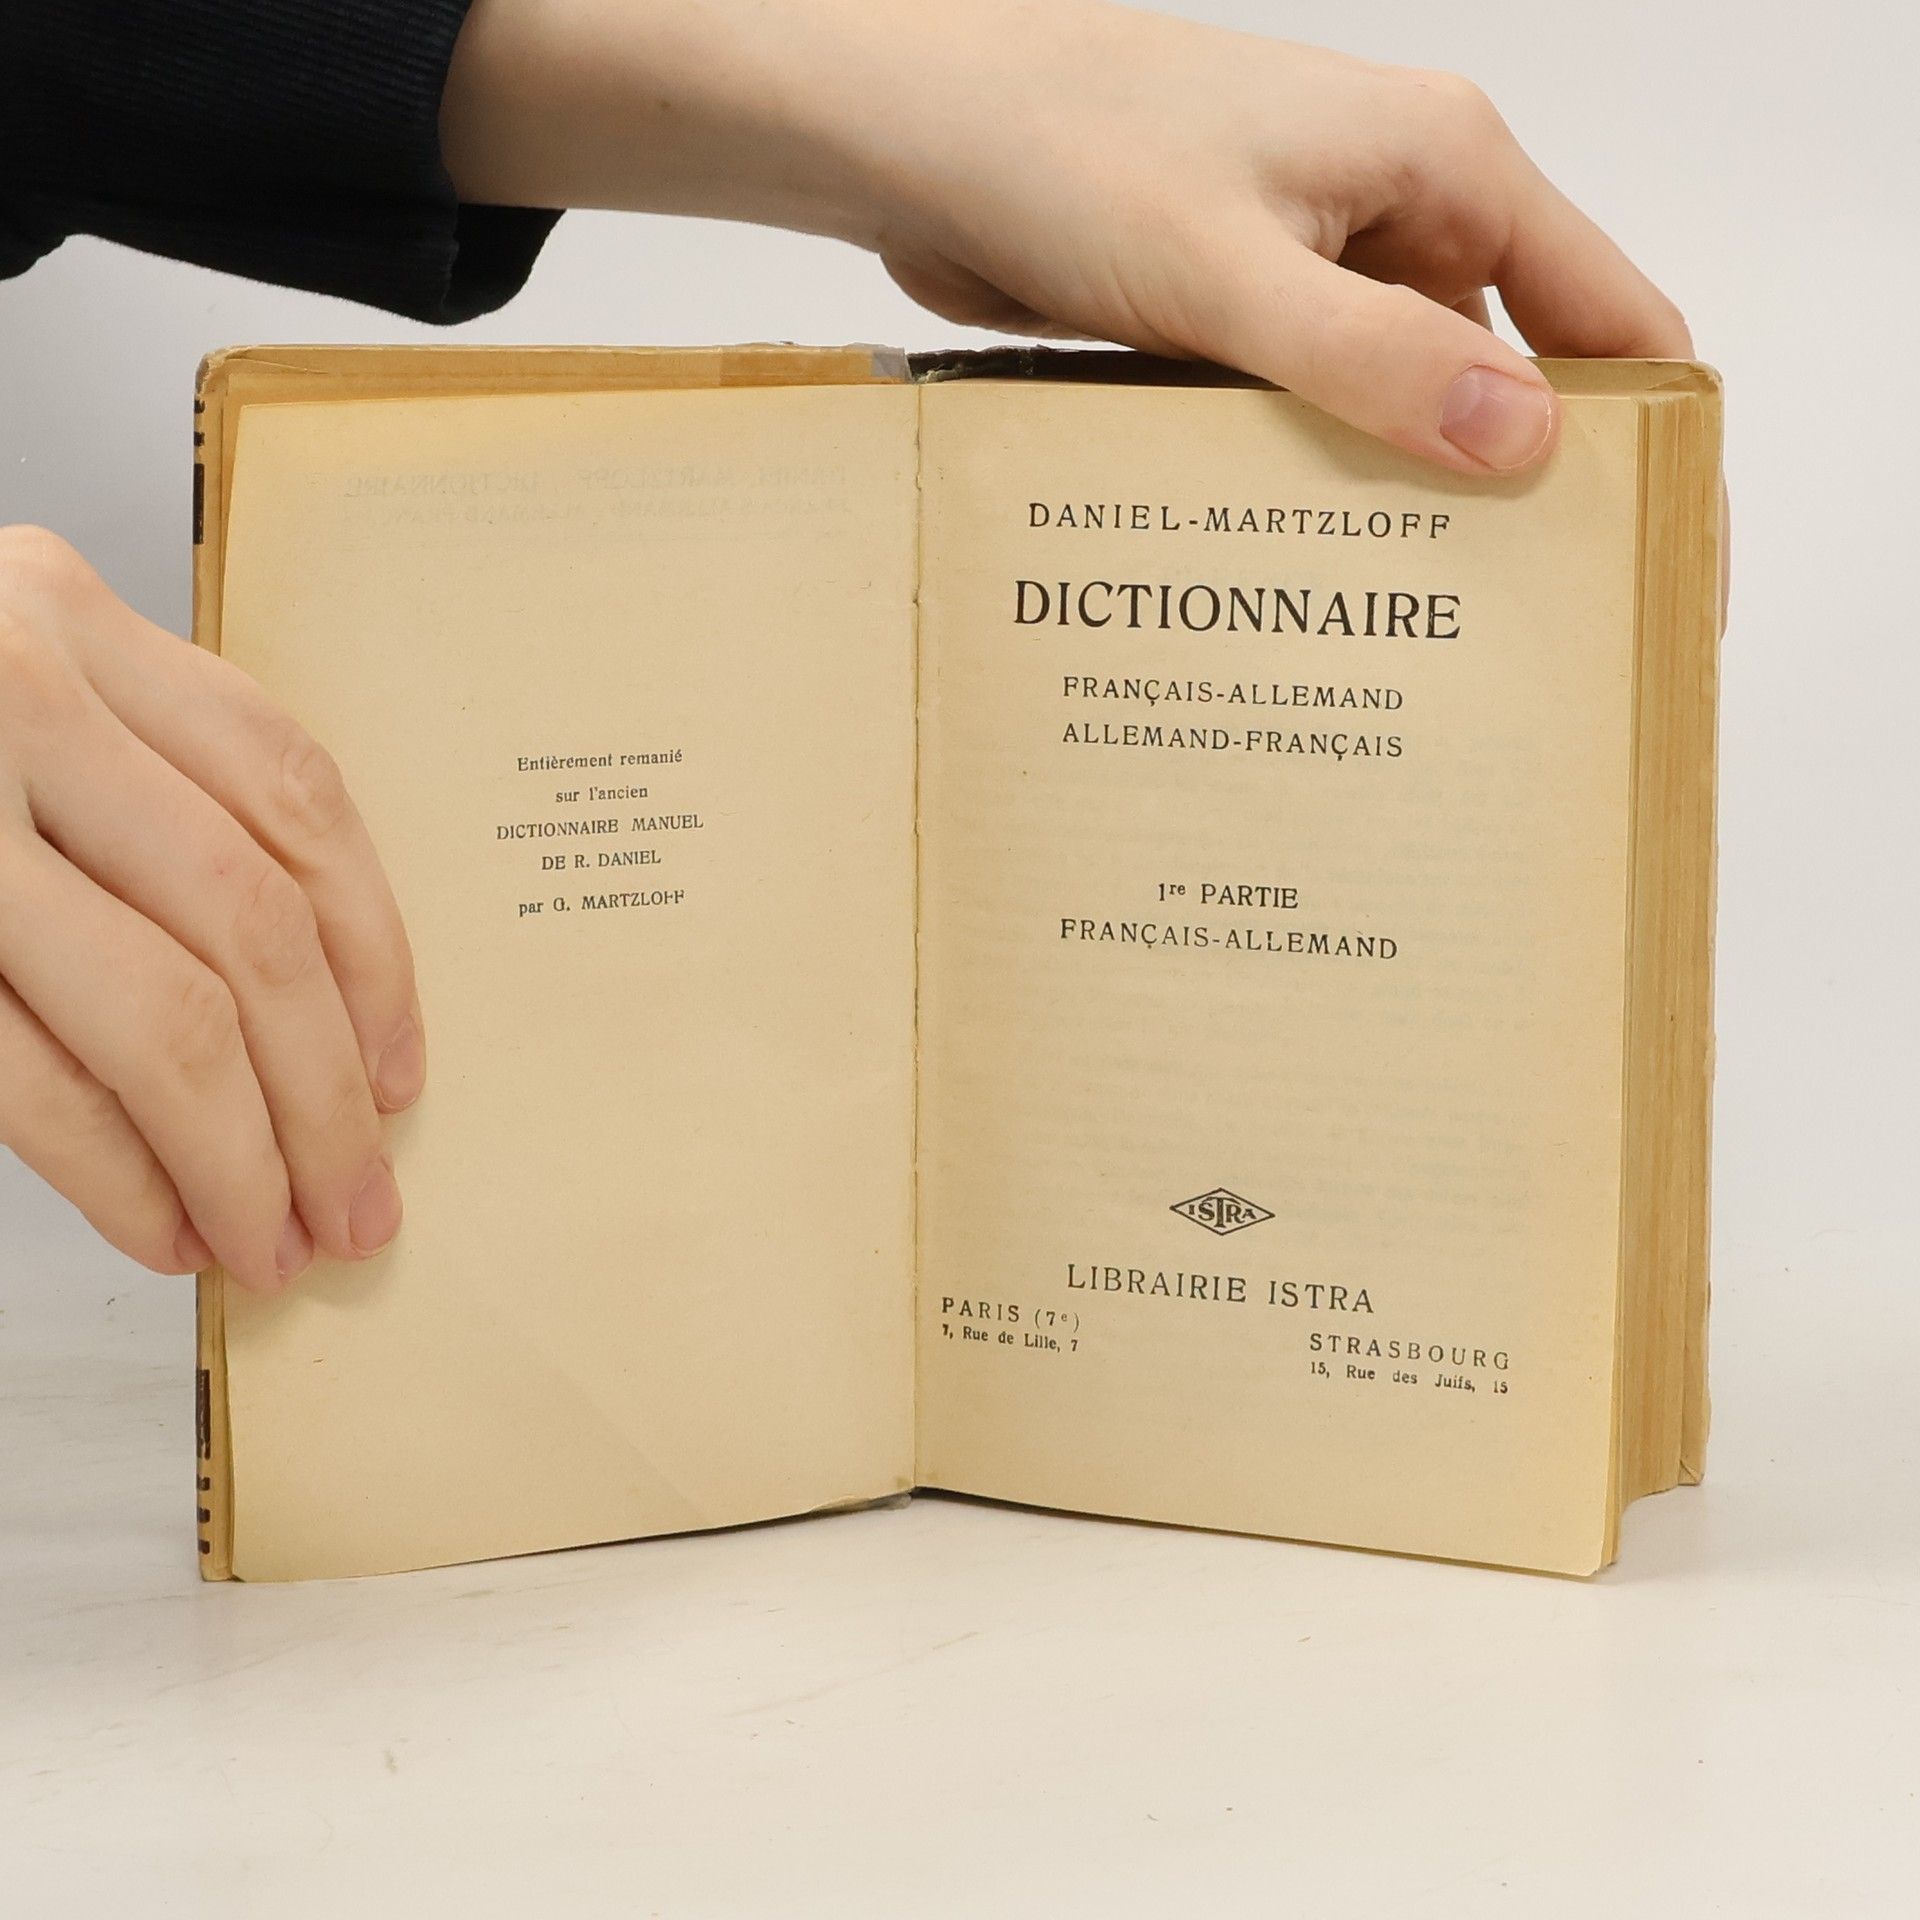 Entièrement remanié
sur l'ancien
DICTIONNAIRE MANUEL
DE R. DANIEL
par G. MARTZLOFF
DANIEL-MARTZLOFF
DICTIONNAIRE
FRANÇAIS-ALLEMAND
ALLEMAND-FRANÇAIS
1re PARTIE
FRANÇAIS-ALLEMAND
ISTRA
LIBRAIRIE ISTRA
PARIS (7e)
7, Rue de Lille, 7
STRASBOURG
15, Rue des Juifs, 15